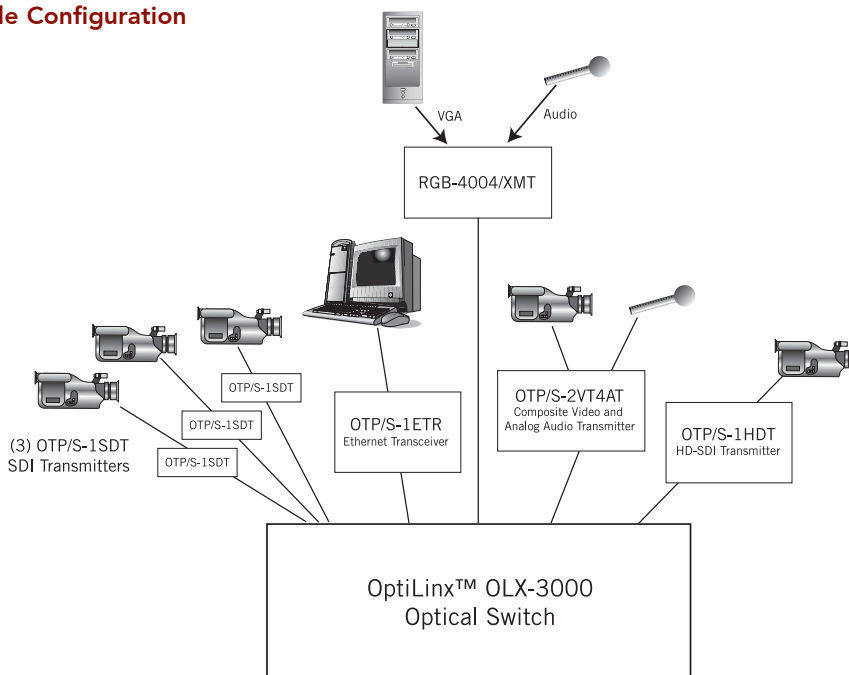 le Configuration
VGA
Audio
RGB-4004/XMT
OTP/S-1SDT
OTP/S-1SDT
OTP/S-1SDT
(3) OTP/S-1SDT
SDI Transmitters
OTP/S-1ETR
Ethernet Transceiver
OTP/S-2VT4AT
Composite Video and
Analog Audio Transmitter
OTP/S-1HDT
HD-SDI Transmitter
OptiLinx™ OLX-3000
Optical Switch